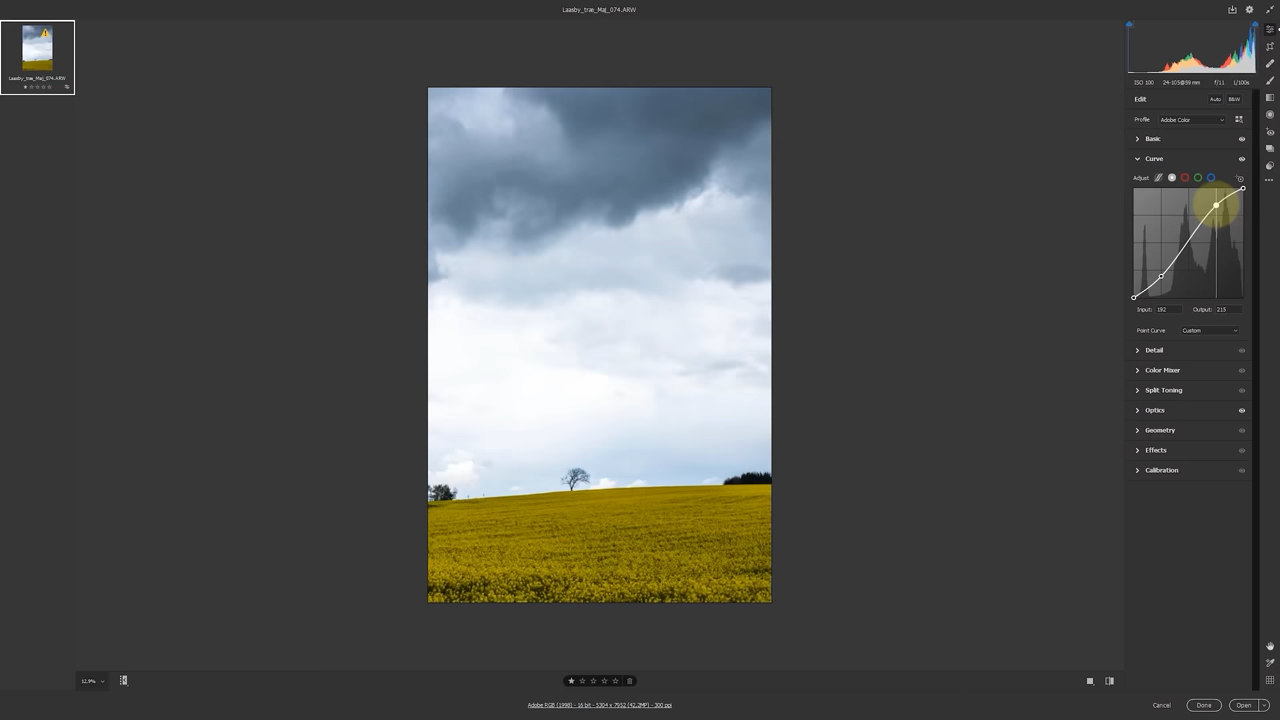 Laasby_træ_Maj_074.ARW
Laasby_træ_Maj_074.ARW
ISO 100 24-105@59 mm f/11 1/100s
Edit Auto B&W
Profile Adobe Color
Basic
Curve
Adjust
Input: 192 Output: 215
Point Curve: Custom
Detail
Color Mixer
Split Toning
Optics
Geometry
Effects
Calibration
12.9%
Adobe RGB (1998) - 16 bit - 5304 x 7952 (42.2MP) - 300 ppi
Cancel Done Open